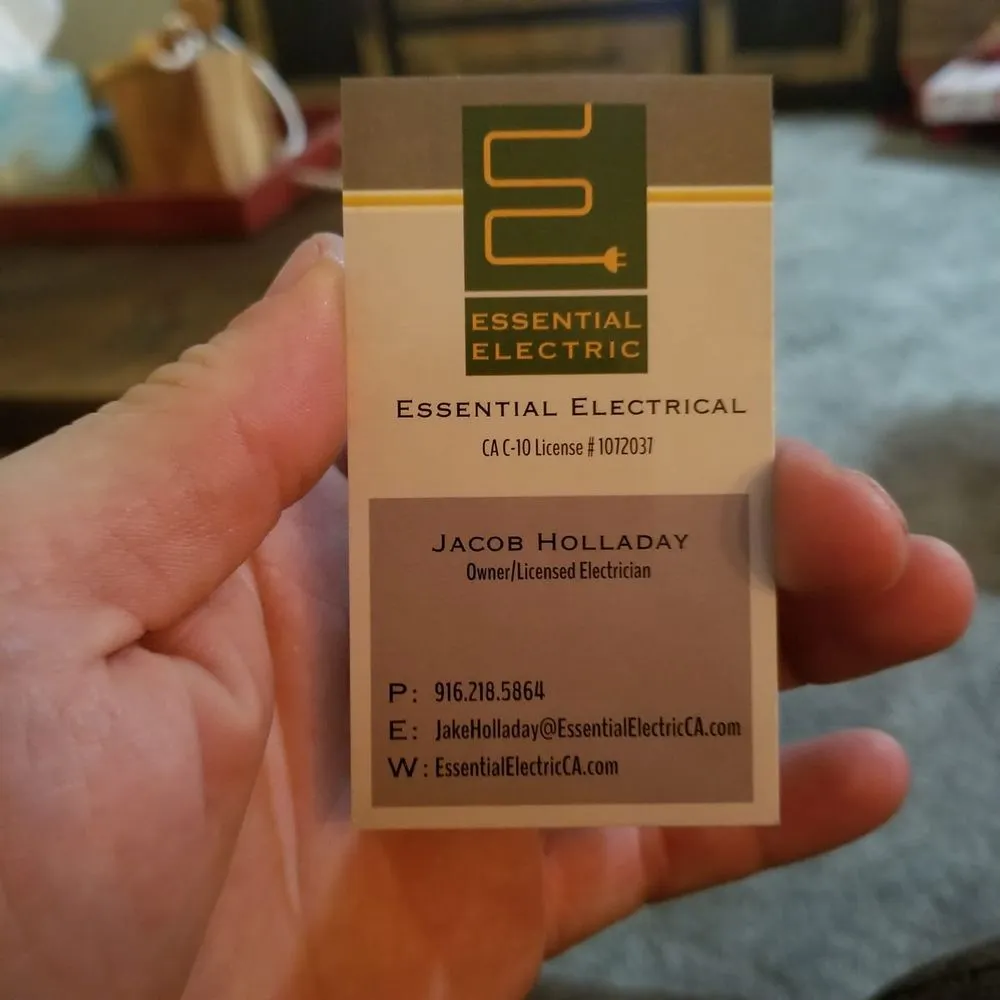 ESSENTIAL
ELECTRIC
ESSENTIAL ELECTRICAL
CA C-10 License # 1072037
JACOB HOLLADAY
Owner/Licensed Electrician
P: 916.218.5864
E: JakeHolladay@EssentialElectricCA.com
W: EssentialElectricCA.com